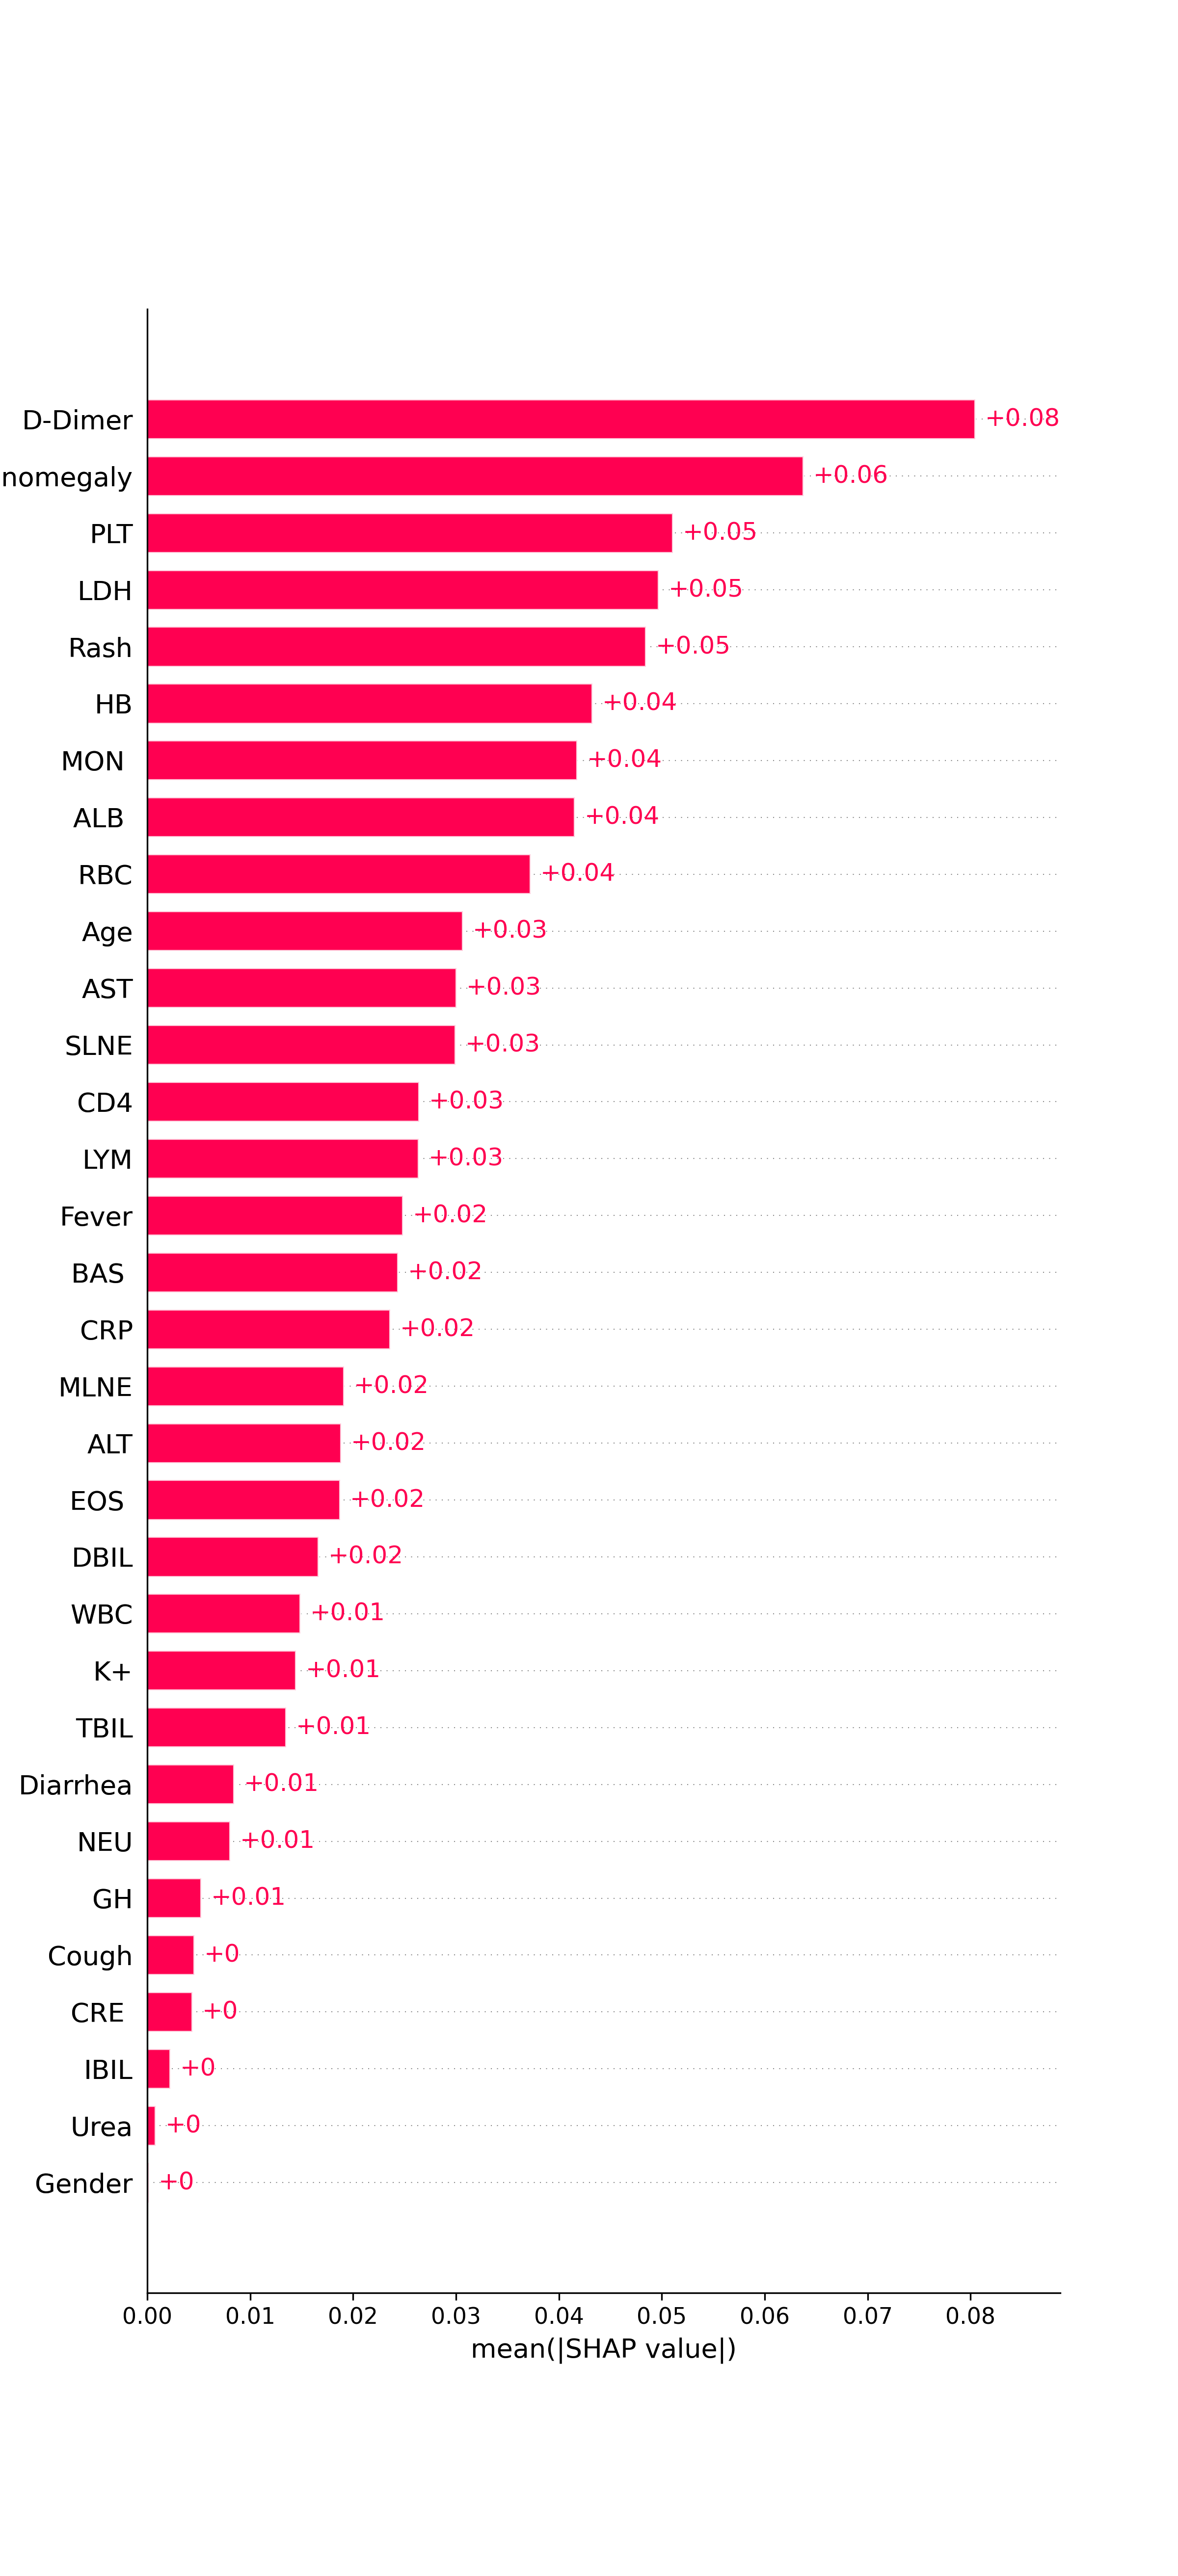 D-Dimer +0.08
nomegaly +0.06
PLT +0.05
LDH +0.05
Rash +0.05
HB +0.04
MON +0.04
ALB +0.04
RBC +0.04
Age +0.03
AST +0.03
SLNE +0.03
CD4 +0.03
LYM +0.03
Fever +0.02
BAS +0.02
CRP +0.02
MLNE +0.02
ALT +0.02
EOS +0.02
DBIL +0.02
WBC +0.01
K+ +0.01
TBIL +0.01
Diarrhea +0.01
NEU +0.01
GH +0.01
Cough +0
CRE +0
IBIL +0
Urea +0
Gender +0
0.00 0.01 0.02 0.03 0.04 0.05 0.06 0.07 0.08
mean(|SHAP value|)